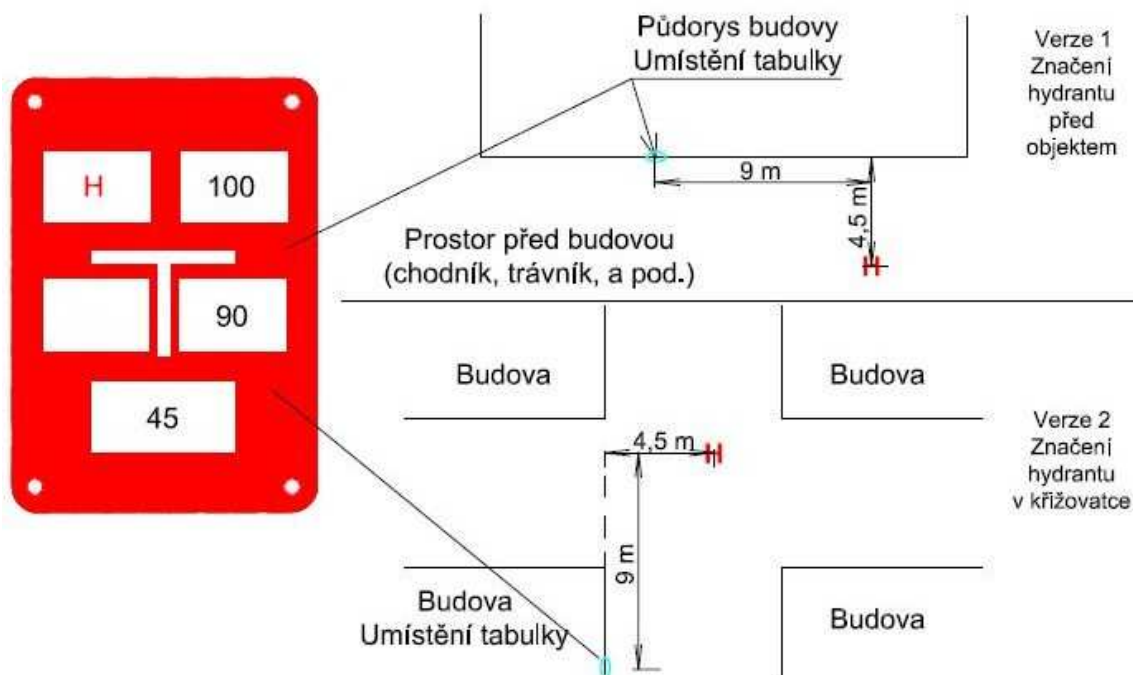 H
100
90
45
Půdorys budovy
Umístění tabulky
9 m
4,5 m
H
Prostor před budovou
(chodník, trávník, a pod.)
Verze 1
Značení
hydrantu
před
objektem
Budova
Budova
4,5 m
H
9 m
Budova
Umístění tabulky
Budova
Verze 2
Značení
hydrantu
v křižovatce